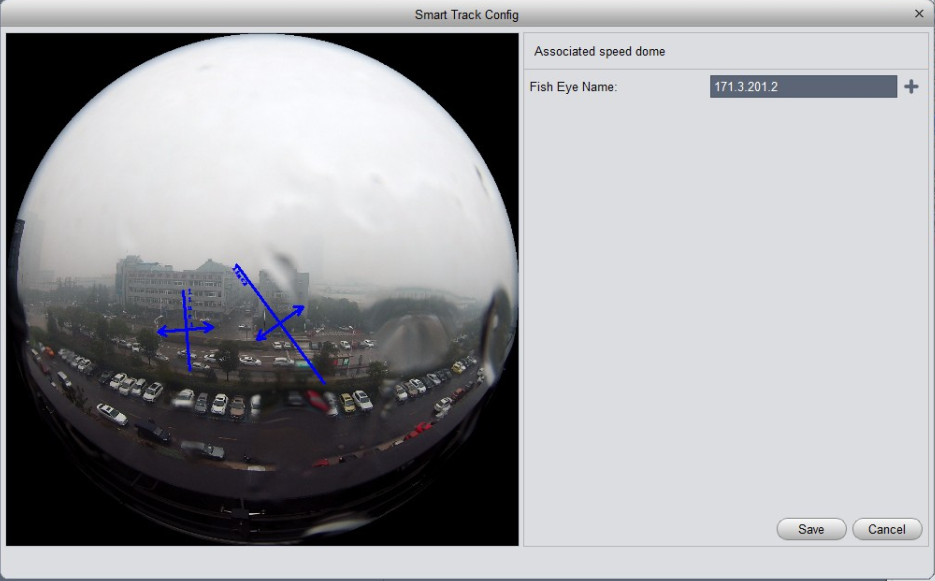 Smart Track Config
Associated speed dome
Fish Eye Name:
171.3.201.2
Save
Cancel